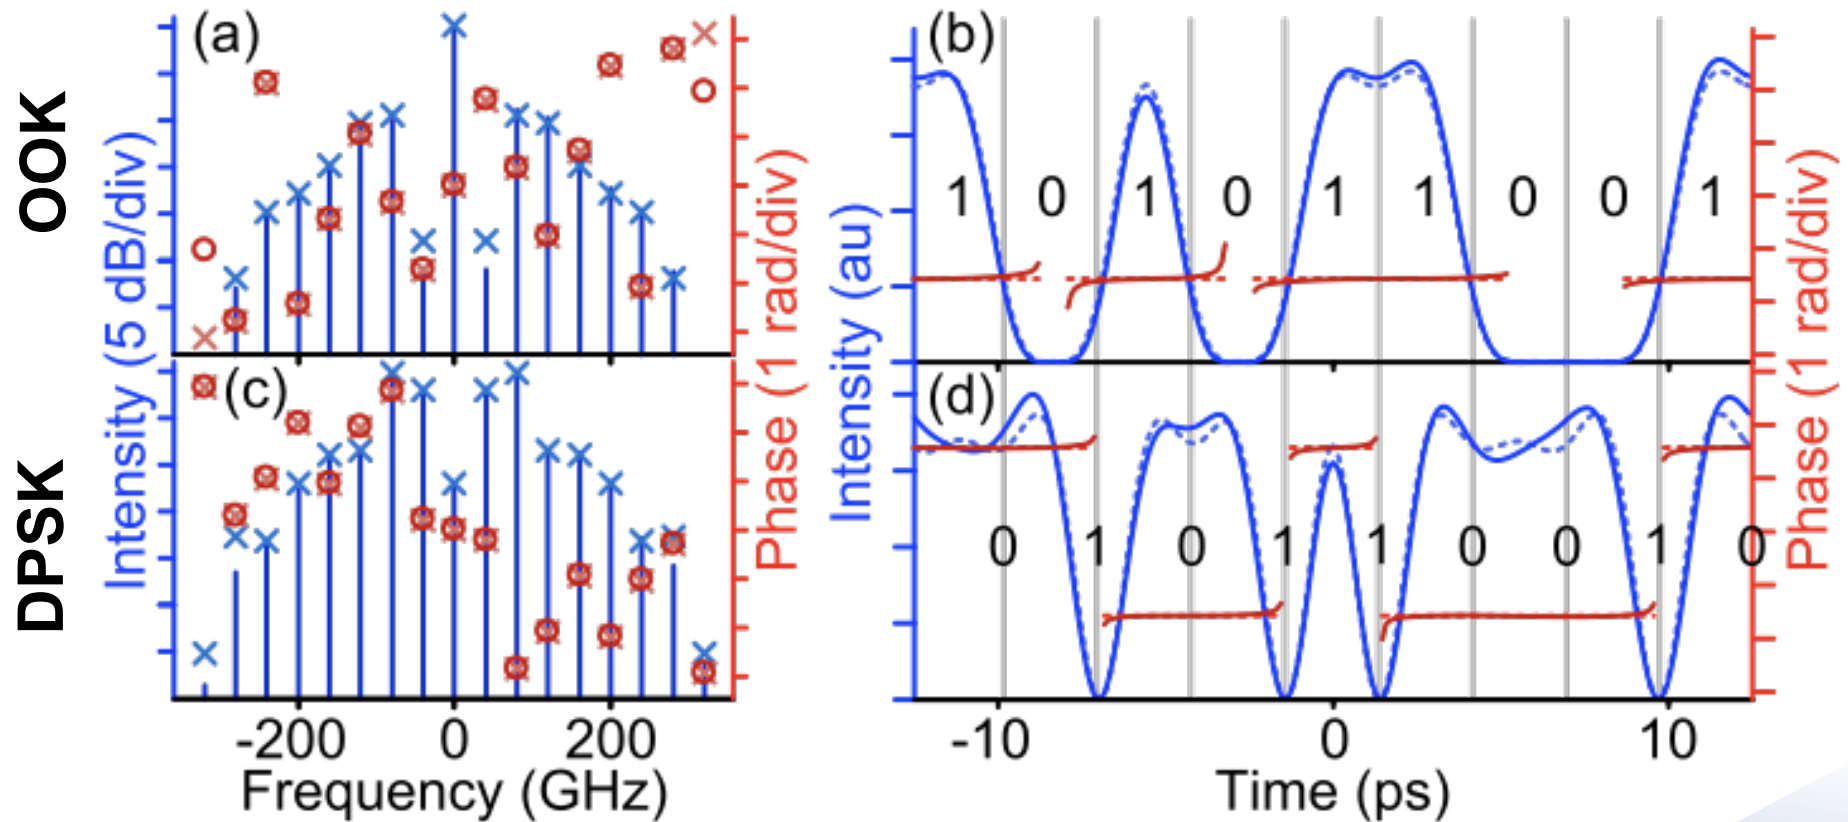 OOK
DPSK
Intensity (5 dB/div)
(a)
Phase (1 rad/div)
(c)
-200 0 200
Frequency (GHz)
Intensity (au)
(b)
1 0 1 0 1 1 0 0 1
Phase (1 rad/div)
(d)
0 1 0 1 1 0 0 1 0
-10 0 10
Time (ps)